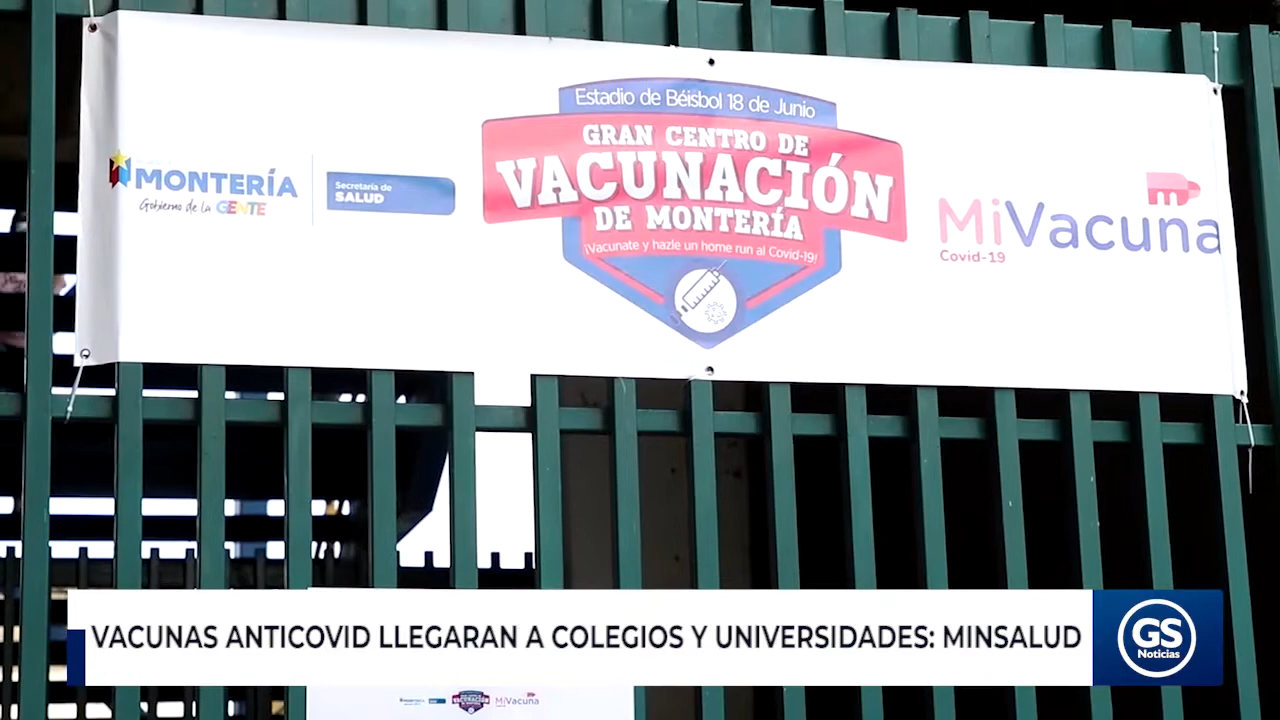 Estadio de Béisbol 18 de Junio
GRAN CENTRO DE
VACUNACIÓN
DE MONTERÍA
¡Vacunate y hazle un home run al Covid-19!
MONTERÍA
Gobierno de la GENTE
Secretaría de
SALUD
MiVacuna
Covid-19
VACUNAS ANTICOVID LLEGARAN A COLEGIOS Y UNIVERSIDADES: MINSALUD
GS
Noticias
VACUNACIÓN
MiVacuna